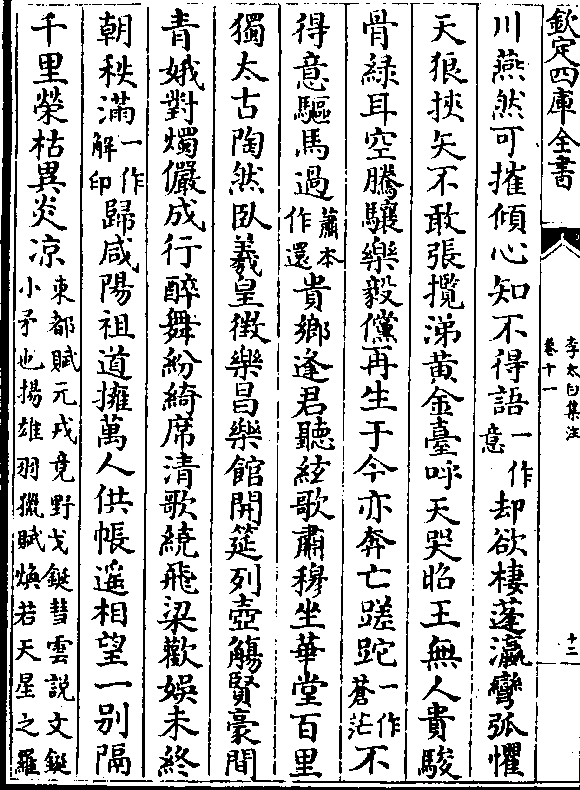 欽定四庫全書
李太白集注
卷十一
十二
川燕然可摧傾心知不得語一作意却欲棲蓬瀛彎弧懼
天狼挾矢不敢張攬涕黃金臺呼天哭昭王無人貴駿
骨綠耳空騰驤樂毅儻再生于今亦奔亡蹉跎一作蒼茫不
得意驅馬過蕭本作還貴鄉逢君聽絃歌肅穆坐華堂百里
獨太古陶然臥羲皇徵樂昌樂館開筵列壺觴賢豪間
青娥對燭儼成行醉舞紛綺席清歌繞飛梁歡娛未終
朝秩滿一作解印歸咸陽祖道擁萬人供帳遥相望一别隔
千里榮枯異炎凉東都賦元戎竟野戈鋋彗雲説文鋋
小矛也揚雄羽獵賦煥若天星之羅